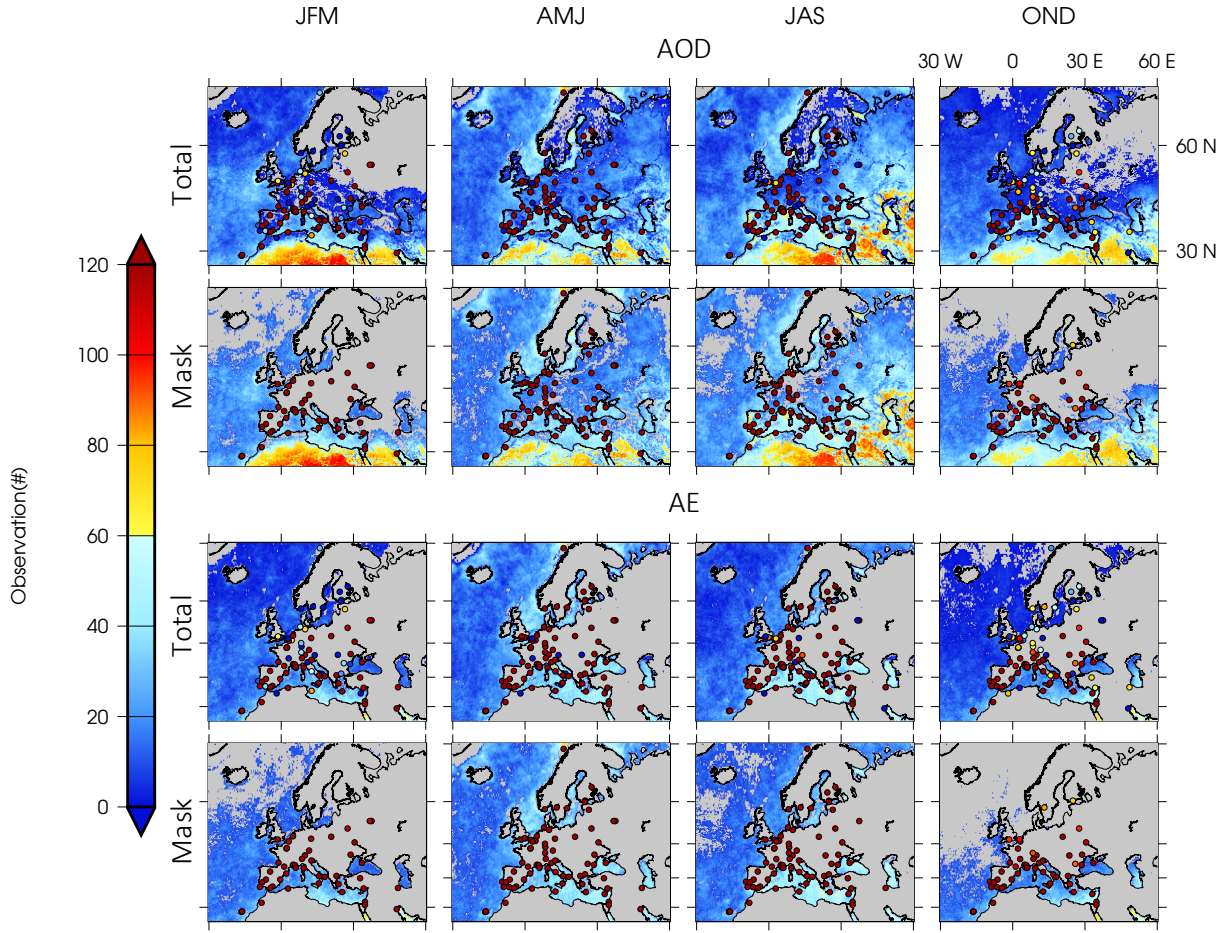 JFM AMJ JAS OND
AOD
30 W 0 30 E 60 E
Total
60 N
30 N
Mask
AE
Total
Mask
120
100
80
60
40
20
0
Observation(#)